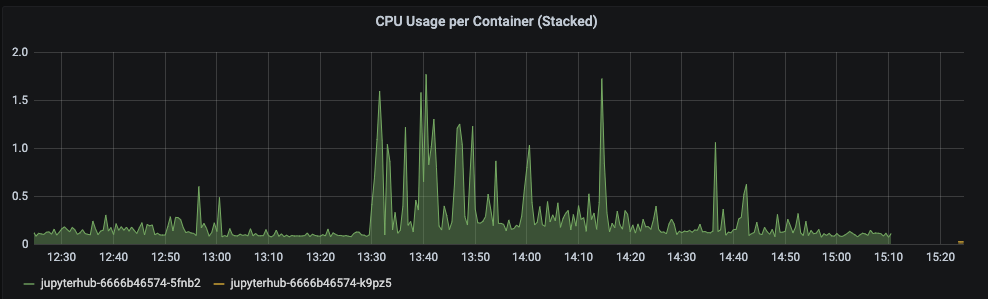 CPU Usage per Container (Stacked)
2.0
1.5
1.0
0.5
0
12:30 12:40 12:50 13:00 13:10 13:20 13:30 13:40 13:50 14:00 14:10 14:20 14:30 14:40 14:50 15:00 15:10 15:20
jupyterhub-6666b46574-5fnb2 jupyterhub-6666b46574-k9pz5